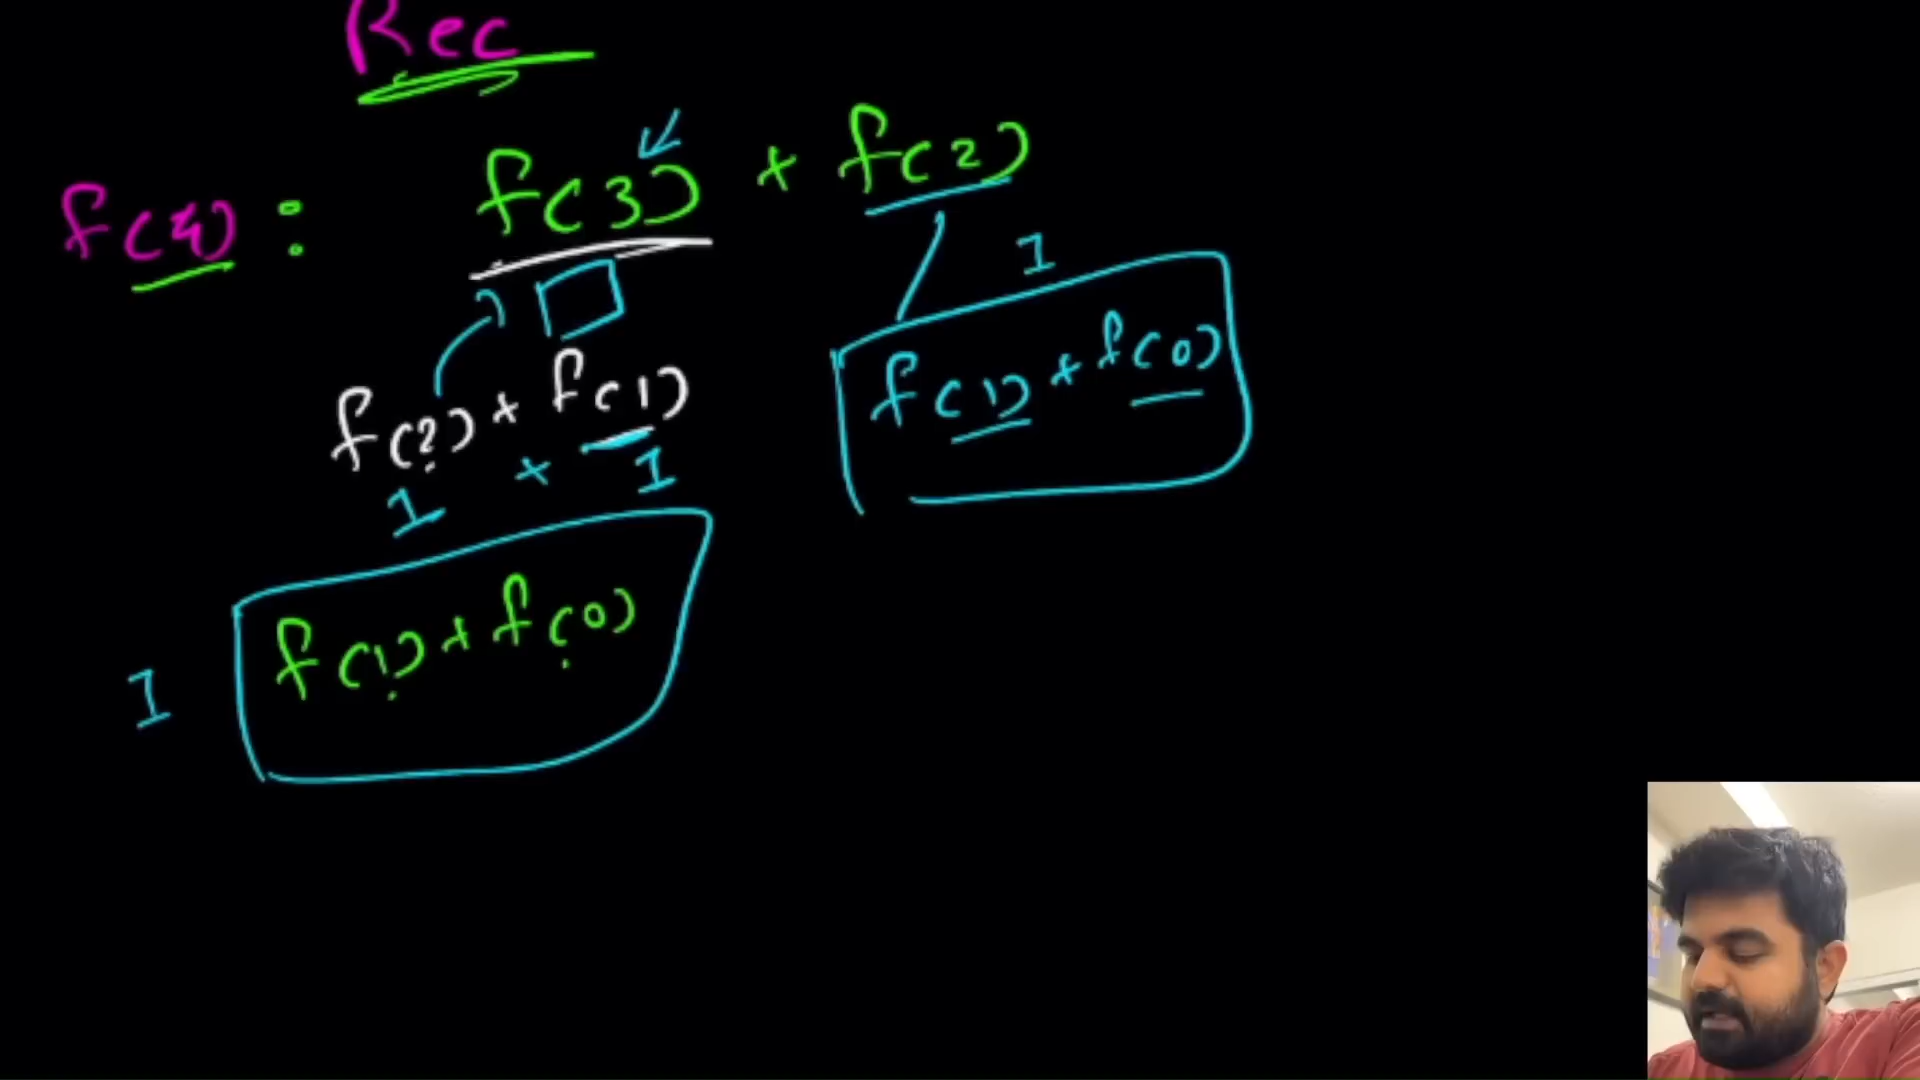 Rec
f(4) : f(3) + f(2)
1
f(1) + f(0)
f(2) + f(1)
1 + 1
f(1) + f(0)
1